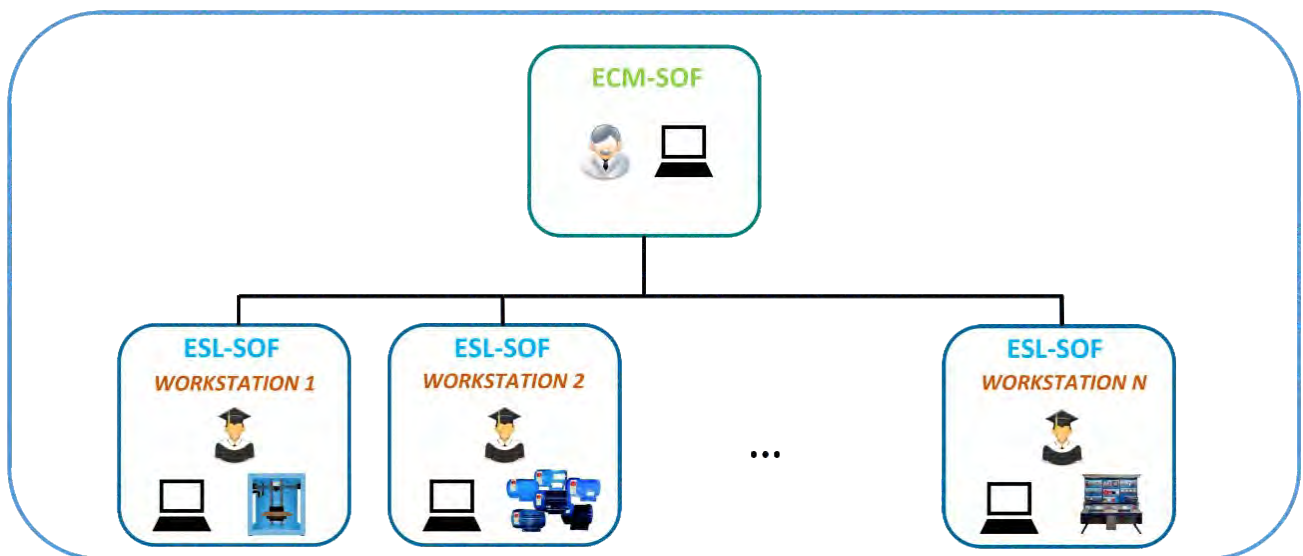 ECM-SOF
ESL-SOF
WORKSTATION 1
ESL-SOF
WORKSTATION 2
...
ESL-SOF
WORKSTATION N